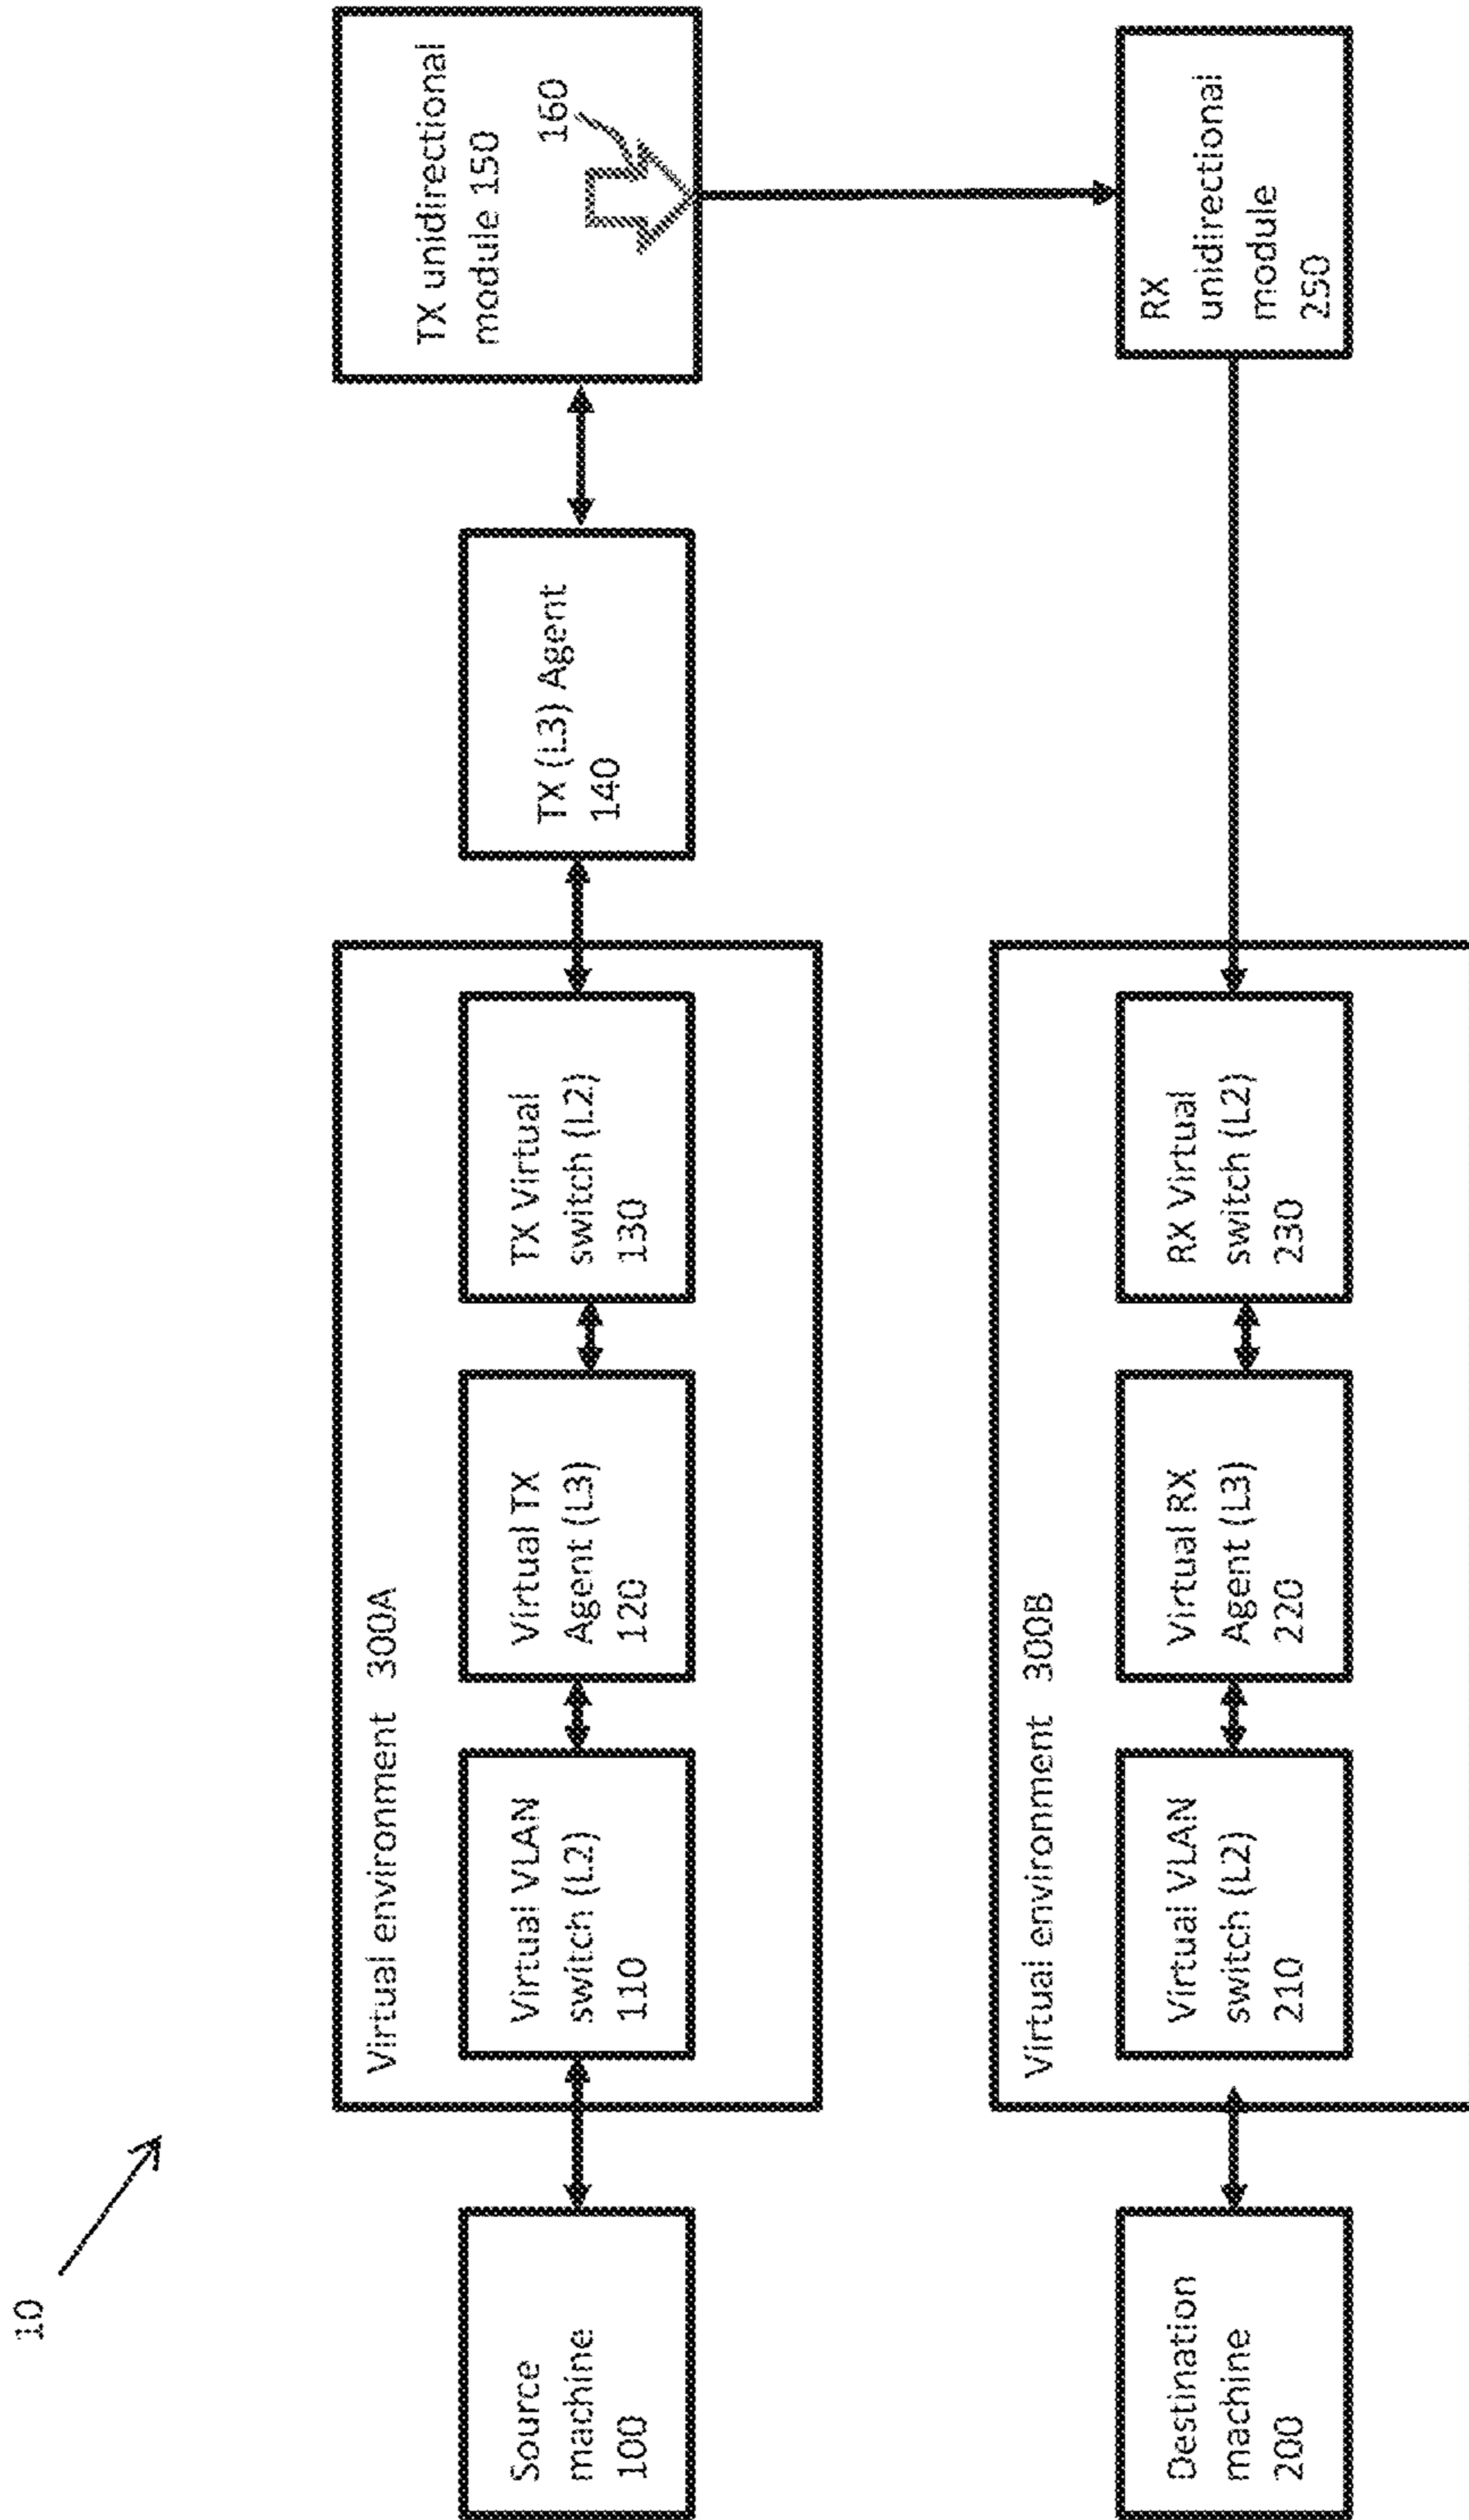 10
Source
machine
100
Virtual environment 300A
Virtual VLAN
switch (L2)
110
Virtual TX
Agent (L3)
120
TX Virtual
switch (L2)
130
TX (L3) Agent
140
TX unidirectional
module 150
160
Destination
machine
200
Virtual environment 300B
Virtual VLAN
switch (L2)
210
Virtual RX
Agent (L3)
220
RX Virtual
switch (L2)
230
RX
unidirectional
module
250